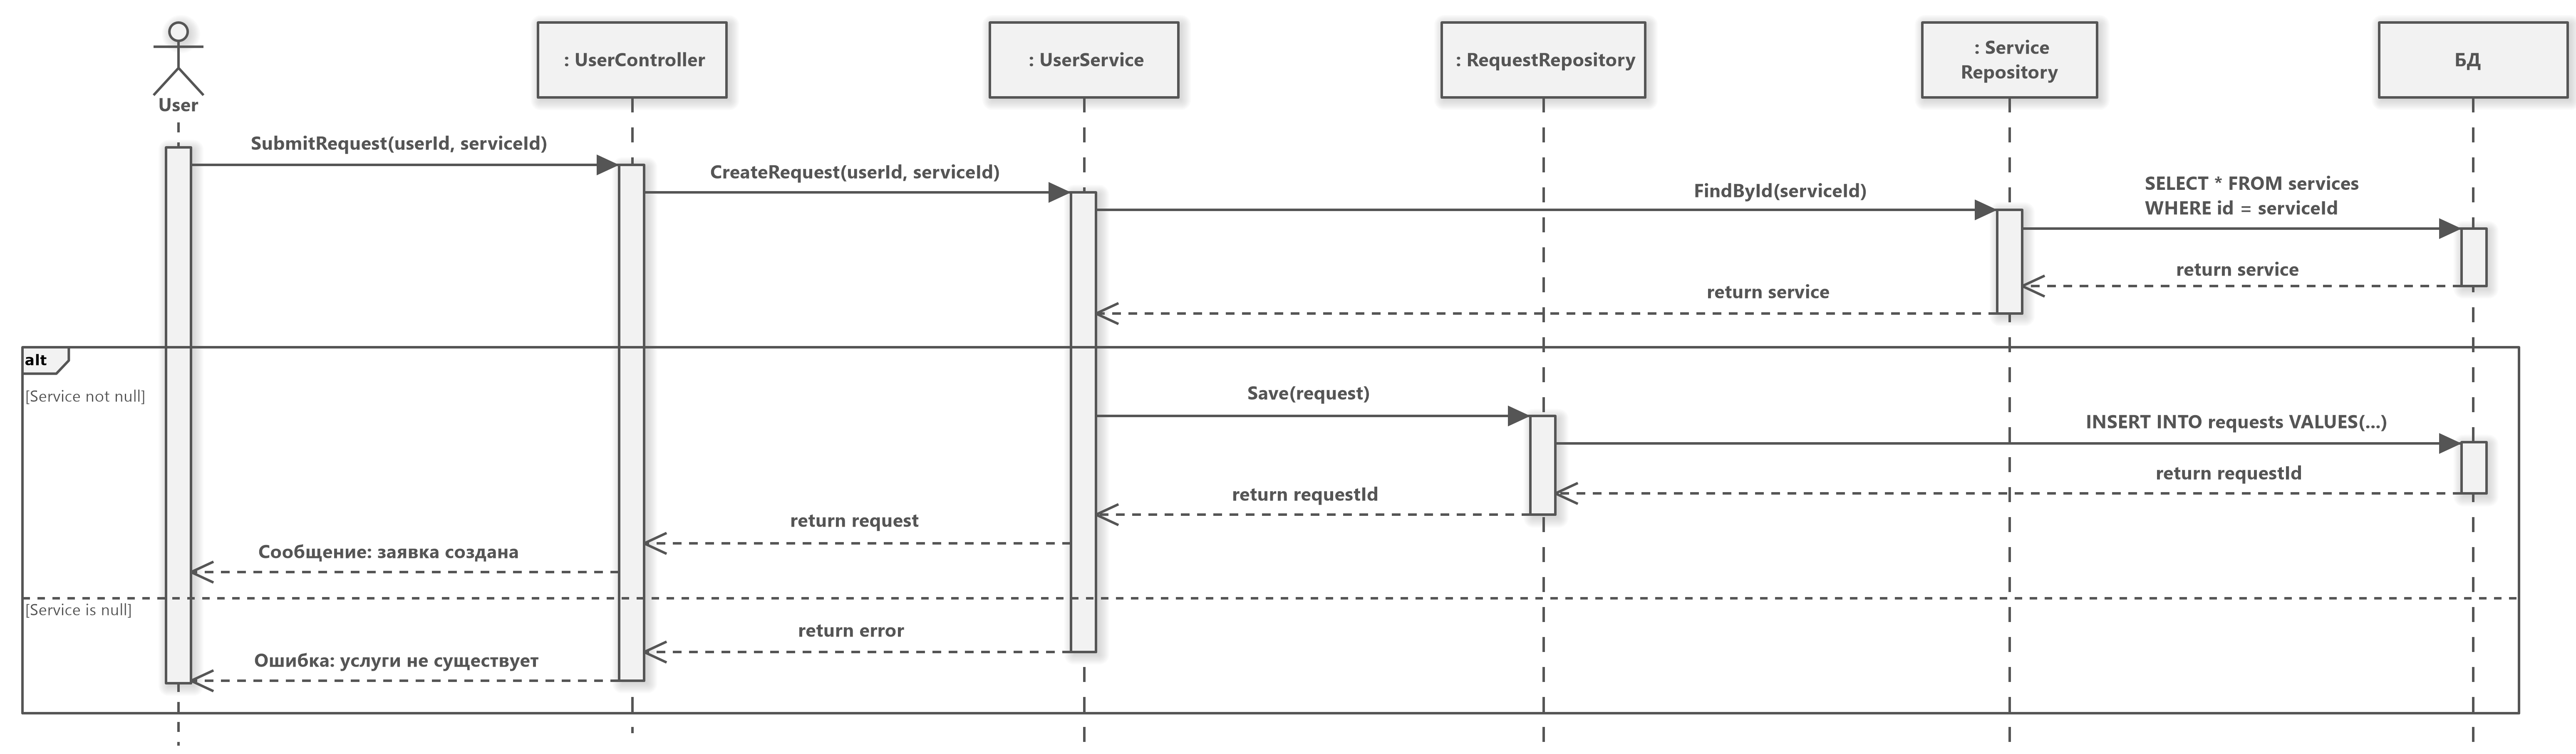 User
: UserController
: UserService
: RequestRepository
: Service
Repository
БД
SubmitRequest(userId, serviceId)
CreateRequest(userId, serviceId)
FindById(serviceId)
SELECT * FROM services
WHERE id = serviceId
return service
return service
alt
[Service not null]
Save(request)
INSERT INTO requests VALUES(...)
return requestId
return requestId
return request
Сообщение: заявка создана
[Service is null]
return error
Ошибка: услуги не существует